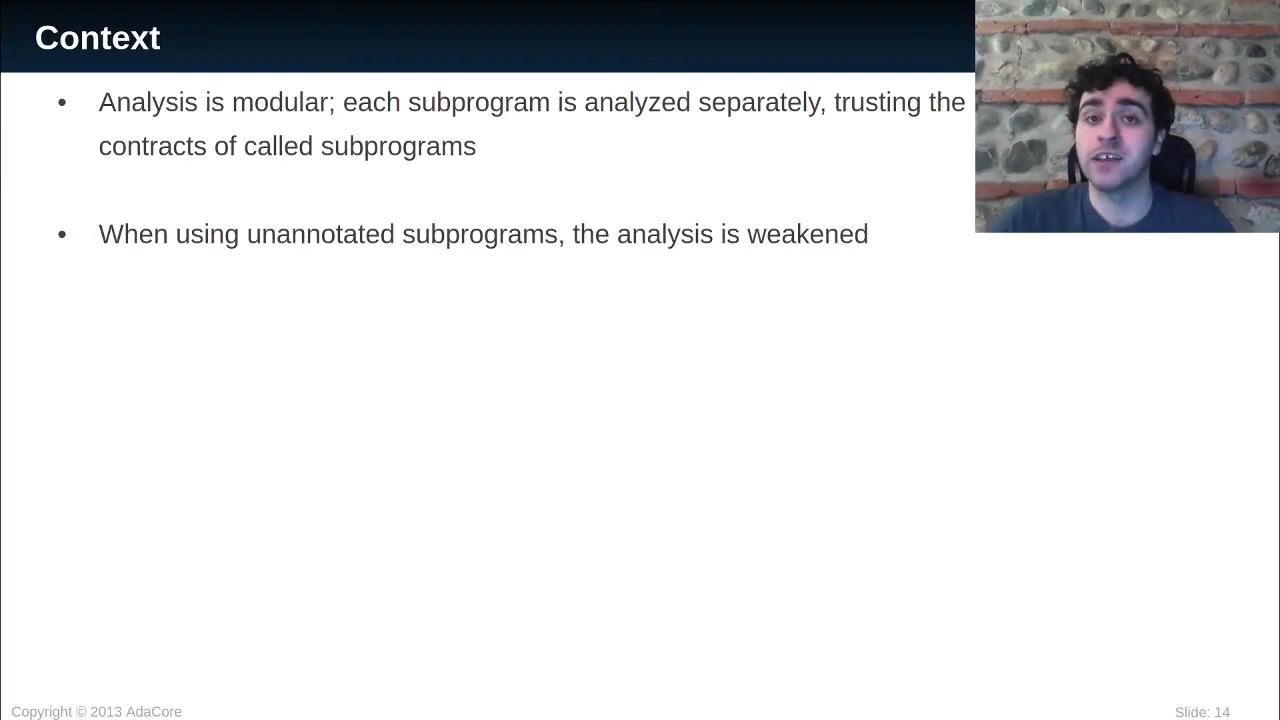 Context
• Analysis is modular; each subprogram is analyzed separately, trusting the
contracts of called subprograms
• When using unannotated subprograms, the analysis is weakened
Copyright © 2013 AdaCore
Slide: 14